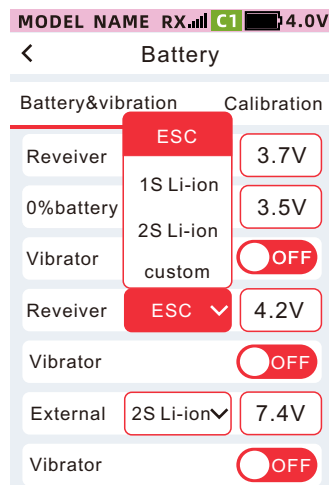 MODEL NAME RX C1 4.0V
Battery
Battery&vibration Calibration
ESC
Reveiver 3.7V
1S Li-ion
0%battery 3.5V
2S Li-ion
Vibrator OFF
custom
Reveiver ESC 4.2V
Vibrator OFF
External 2S Li-ion 7.4V
Vibrator OFF